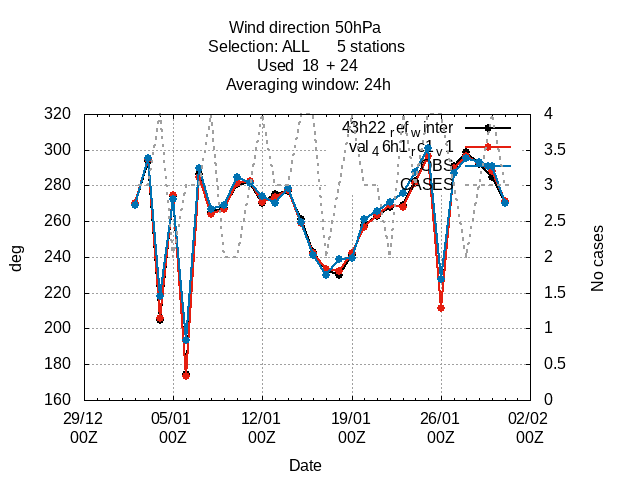 Wind direction 50hPa
Selection: ALL 5 stations
Used 18 + 24
Averaging window: 24h
320 4
300 3.5
280 3
260 2.5
240 2
220 1.5
200 1
180 0.5
160 0
43h22_ref_winter
val_46h1_rc1_v1
OBS
CASES
deg
No cases
29/12 05/01 12/01 19/01 26/01 02/02
00Z 00Z 00Z 00Z 00Z 00Z
Date